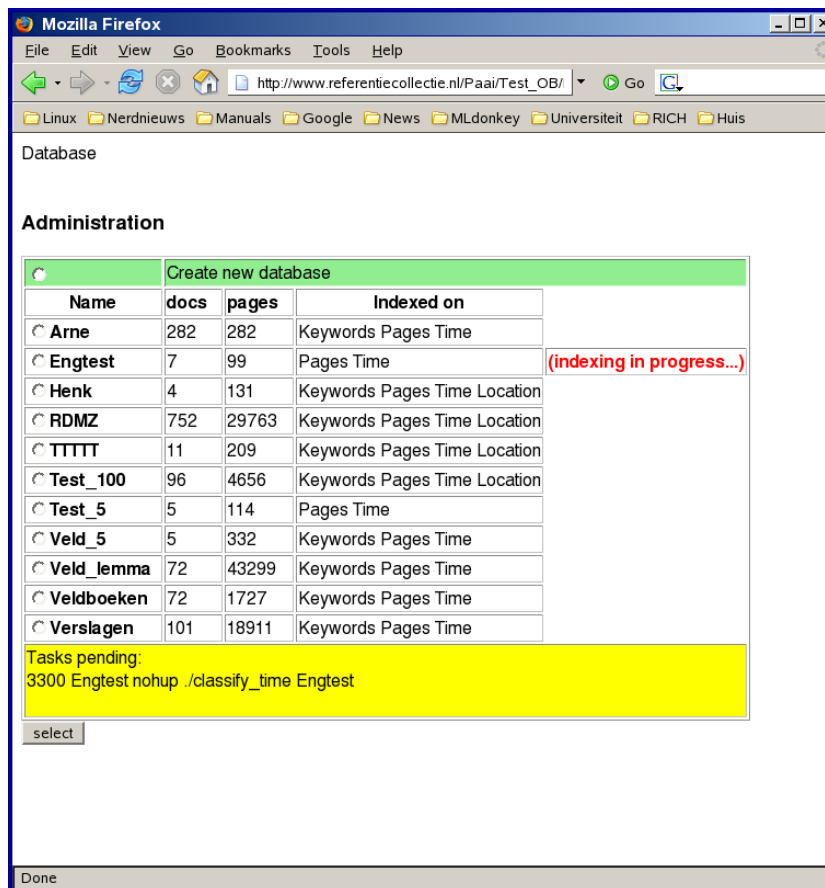 Mozilla Firefox
File Edit View Go Bookmarks Tools Help
http://www.referentiecollectie.nl/Paai/Test_OB/ Go G
Linux Nerdnieuws Manuals Google News MLdonkey Universiteit RICH Huis
Database
Administration
Create new database
Name docs pages Indexed on
Arne 282 282 Keywords Pages Time
Engtest 7 99 Pages Time (indexing in progress...)
Henk 4 131 Keywords Pages Time Location
RDMZ 752 29763 Keywords Pages Time Location
TTTTT 11 209 Keywords Pages Time Location
Test_100 96 4656 Keywords Pages Time Location
Test_5 5 114 Pages Time
Veld_5 5 332 Keywords Pages Time
Veld_lemma 72 43299 Keywords Pages Time
Veldboeken 72 1727 Keywords Pages Time
Verslagen 101 18911 Keywords Pages Time
Tasks pending:
3300 Engtest nohup ./classify_time Engtest
select
Done